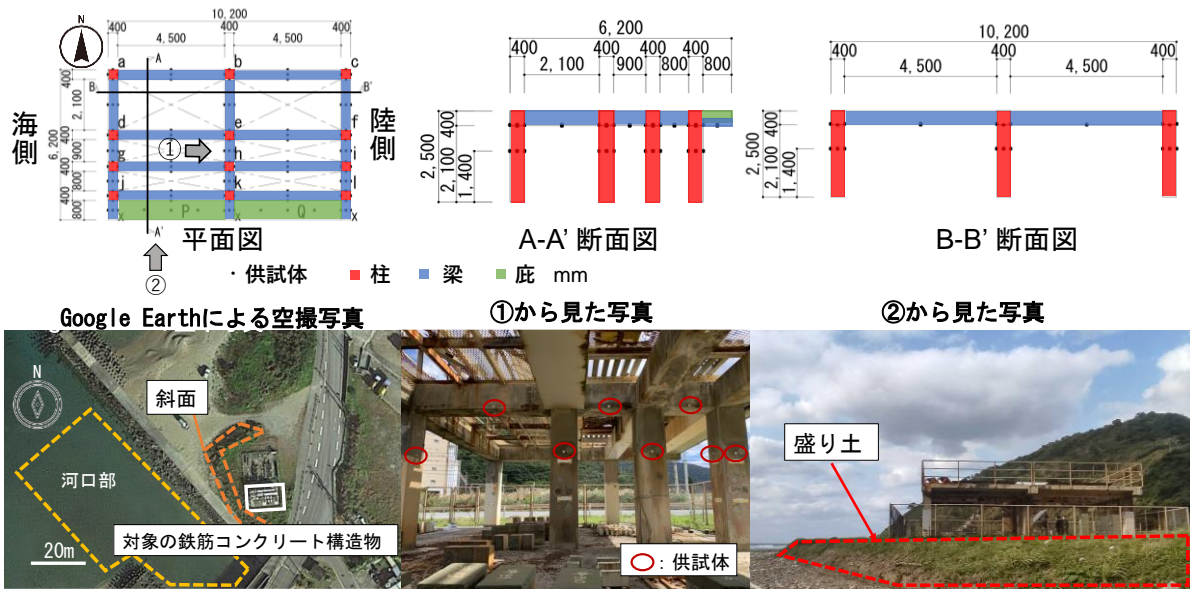 N
10, 200
400
400
400
4, 500
4, 500
A
a
b
c
B
B'
400
2, 100
d
e
f
400
6, 200
900
①
g
h
i
400
800
j
k
l
400
800
P
Q
x
x
A'
海側
陸側
平面図
②
6, 200
400
400
400
400
2, 100
900
800
800
400
2, 500
2, 100
1, 400
A-A’ 断面図
10, 200
400
400
400
4, 500
4, 500
400
2, 500
2, 100
1, 400
B-B’ 断面図
・供試体
柱
梁
庇
mm
Google Earthによる空撮写真
①から見た写真
②から見た写真
N
斜面
河口部
20m
対象の鉄筋コンクリート構造物
: 供試体
盛り土